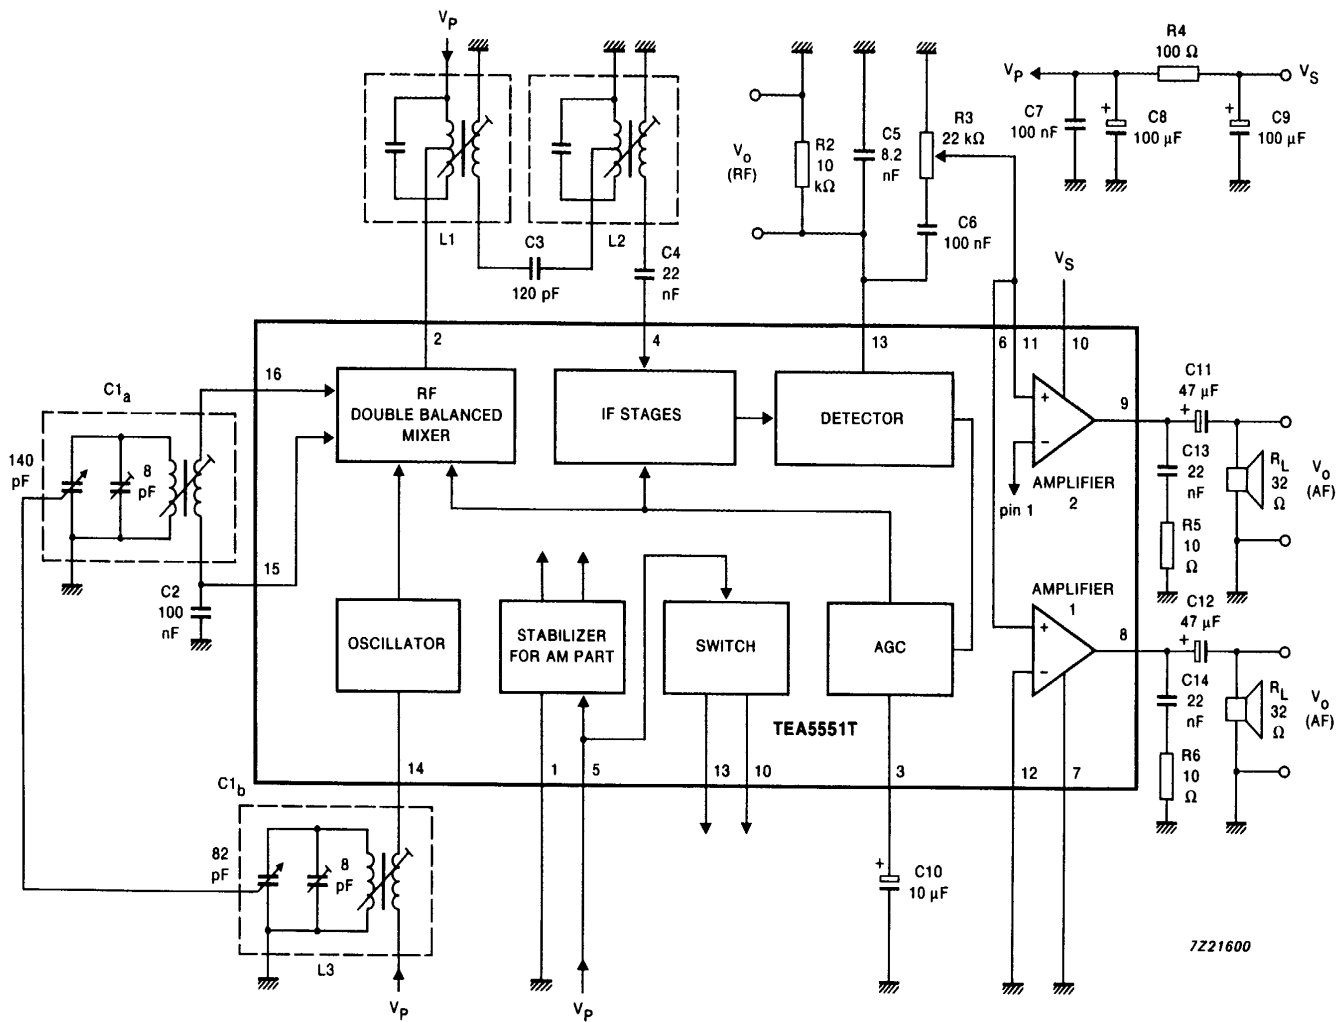 V_P
R4
100 Ω
V_P
V_S
C7
100 nF
C8
100 µF
C9
100 µF
+
+
R2
10
kΩ
V_o
(RF)
C5
8.2
nF
R3
22 kΩ
C6
100 nF
L1
C3
120 pF
L2
C4
22
nF
V_S
2
4
13
6
11
10
C1_a
16
RF
DOUBLE BALANCED
MIXER
IF STAGES
DETECTOR
+
−
9
C11
47 µF
+
140
pF
8
pF
C13
22
nF
R_L
32
Ω
V_o
(AF)
AMPLIFIER
2
pin 1
R5
10
Ω
15
C2
100
nF
OSCILLATOR
STABILIZER
FOR AM PART
SWITCH
AGC
AMPLIFIER
1
+
−
8
C12
47 µF
+
C14
22
nF
R_L
32
Ω
V_o
(AF)
TEA5551T
R6
10
Ω
C1_b
14
1
5
13
10
3
12
7
82
pF
8
pF
L3
V_P
V_P
+
C10
10 µF
7Z21600